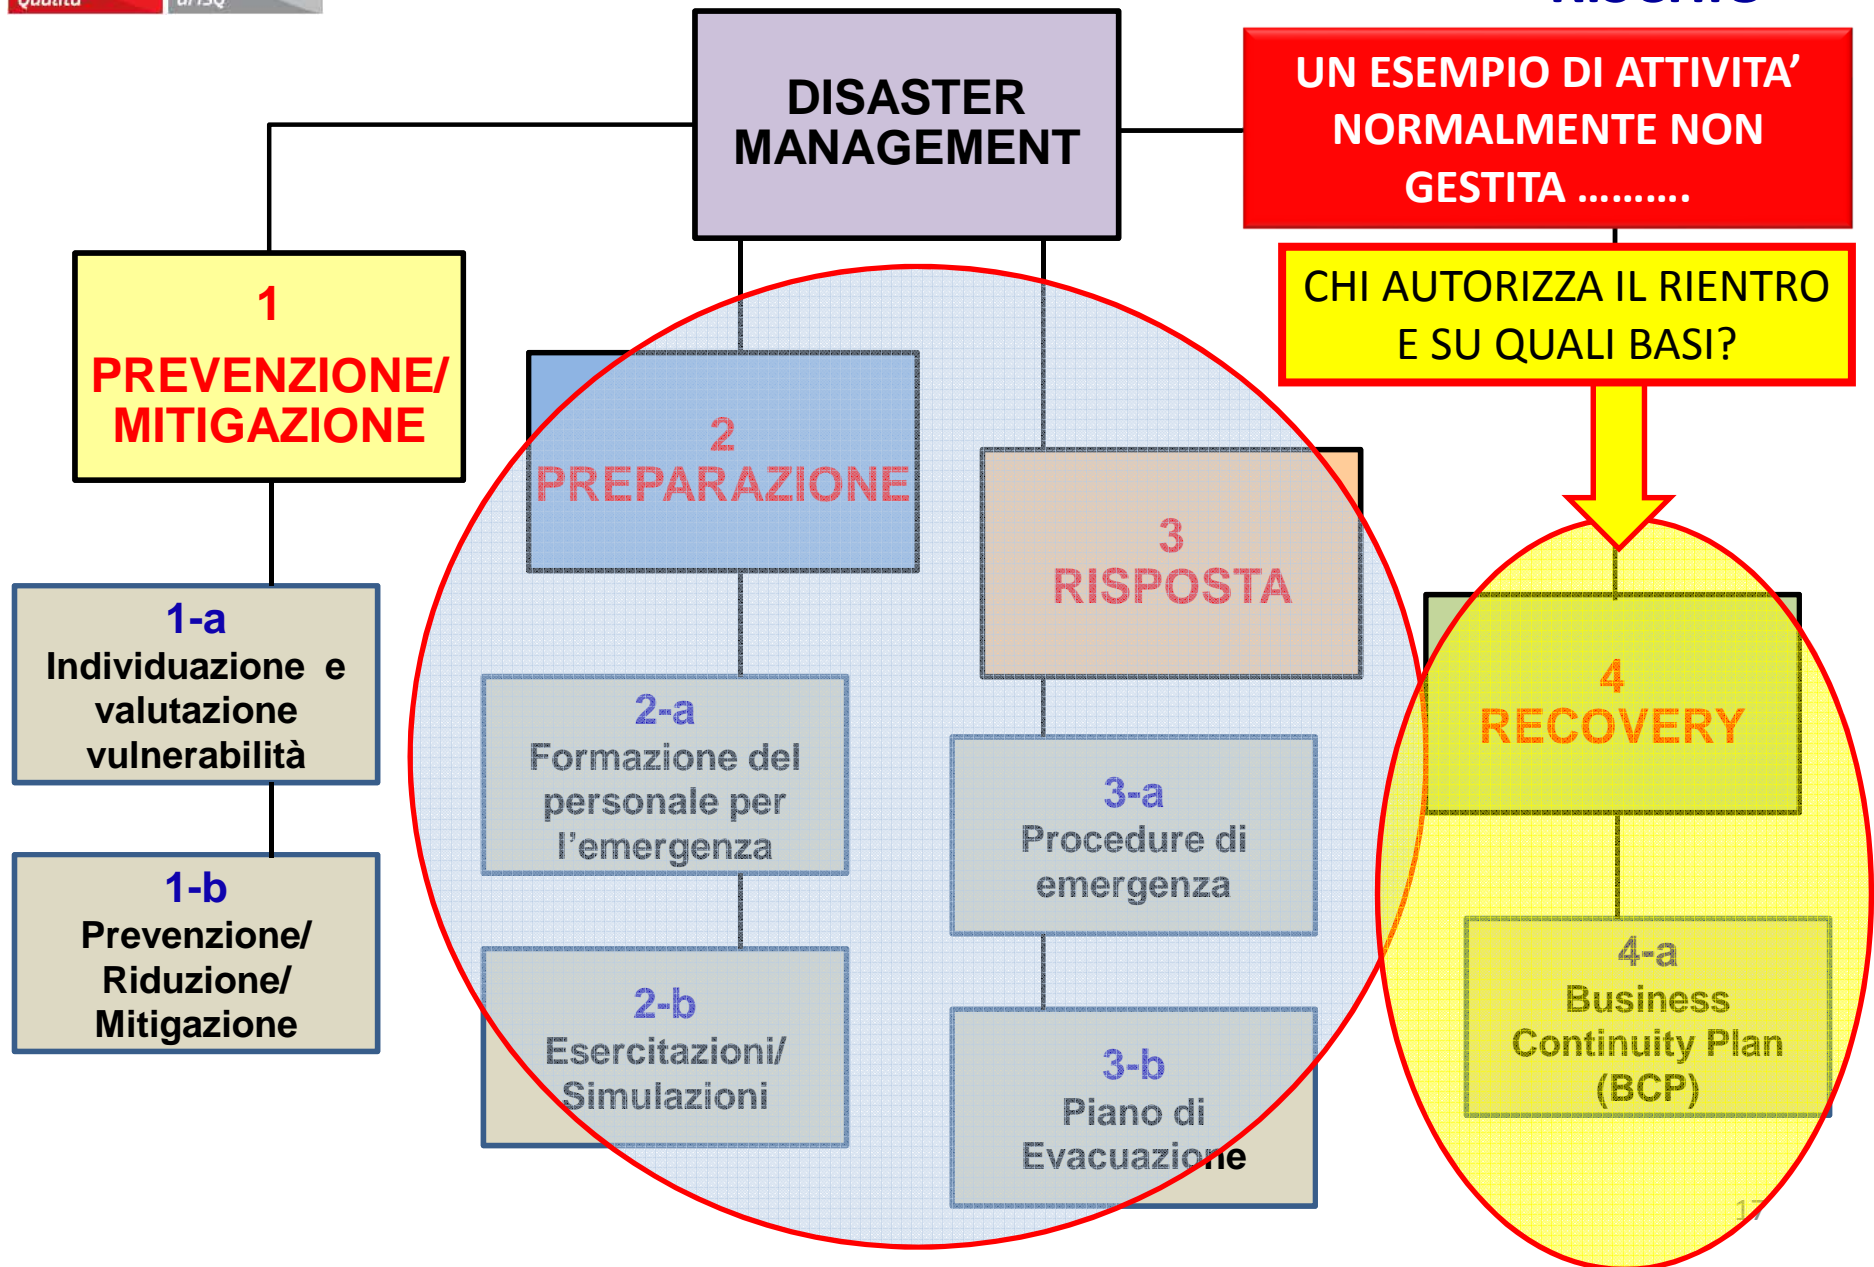 DISASTER
MANAGEMENT
UN ESEMPIO DI ATTIVITA’
NORMALMENTE NON
GESTITA ……….
CHI AUTORIZZA IL RIENTRO
E SU QUALI BASI?
1
PREVENZIONE/
MITIGAZIONE
1-a
Individuazione e
valutazione
vulnerabilità
1-b
Prevenzione/
Riduzione/
Mitigazione
2
PREPARAZIONE
2-a
Formazione del
personale per
l’emergenza
2-b
Esercitazioni/
Simulazioni
3
RISPOSTA
3-a
Procedure di
emergenza
3-b
Piano di
Evacuazione
4
RECOVERY
4-a
Business
Continuity Plan
(BCP)
17